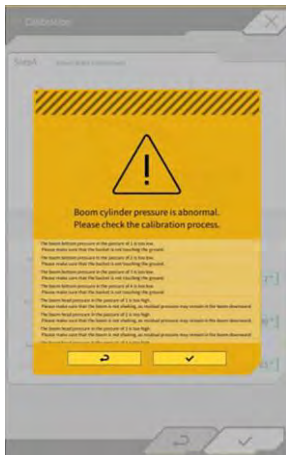 Calibration
Step4
Boom cylinder pressure is abnormal.
Please check the calibration process.
The boom bottom pressure in the posture of 1 is too low.
Please make sure that the bucket is not touching the ground.
The boom bottom pressure in the posture of 2 is too low.
Please make sure that the bucket is not touching the ground.
The boom bottom pressure in the posture of 3 is too low.
Please make sure that the bucket is not touching the ground.
The boom bottom pressure in the posture of 4 is too low.
Please make sure that the bucket is not touching the ground.
The boom head pressure in the posture of 1 is too high.
Please make sure that the boom is not shaking, as residual pressure may remain in the boom downward
The boom head pressure in the posture of 2 is too high.
Please make sure that the boom is not shaking, as residual pressure may remain in the boom downward
The boom head pressure in the posture of 3 is too high.
Please make sure that the boom is not shaking, as residual pressure may remain in the boom downward